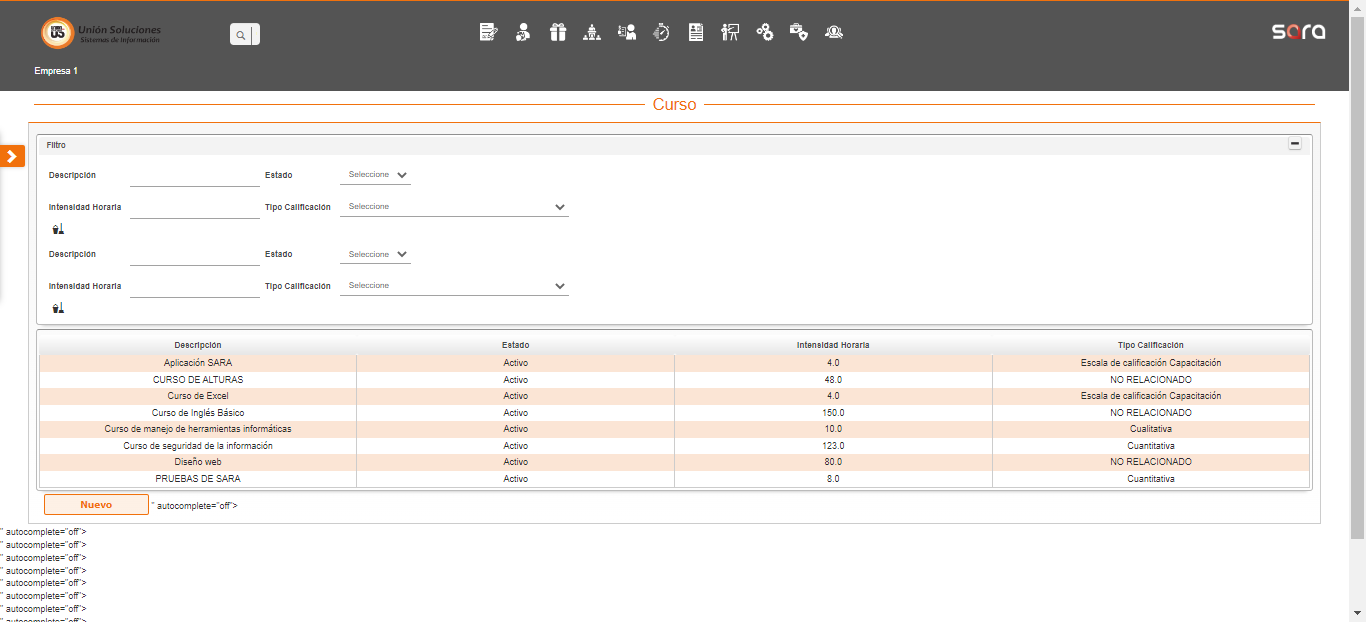 Unión Soluciones
Sistemas de Información
sara
Empresa 1
Curso
Filtro
Descripción Estado Seleccione
Intensidad Horaria Tipo Calificación Seleccione
Descripción Estado Seleccione
Intensidad Horaria Tipo Calificación Seleccione
Descripción Estado Intensidad Horaria Tipo Calificación
Aplicación SARA Activo 4.0 Escala de calificación Capacitación
CURSO DE ALTURAS Activo 48.0 NO RELACIONADO
Curso de Excel Activo 4.0 Escala de calificación Capacitación
Curso de Inglés Básico Activo 150.0 NO RELACIONADO
Curso de manejo de herramientas informáticas Activo 10.0 Cualitativa
Curso de seguridad de la información Activo 123.0 Cuantitativa
Diseño web Activo 80.0 NO RELACIONADO
PRUEBAS DE SARA Activo 8.0 Cuantitativa
Nuevo " autocomplete="off">
" autocomplete="off">
" autocomplete="off">
" autocomplete="off">
" autocomplete="off">
" autocomplete="off">
" autocomplete="off">
" autocomplete="off">
" autocomplete="off">